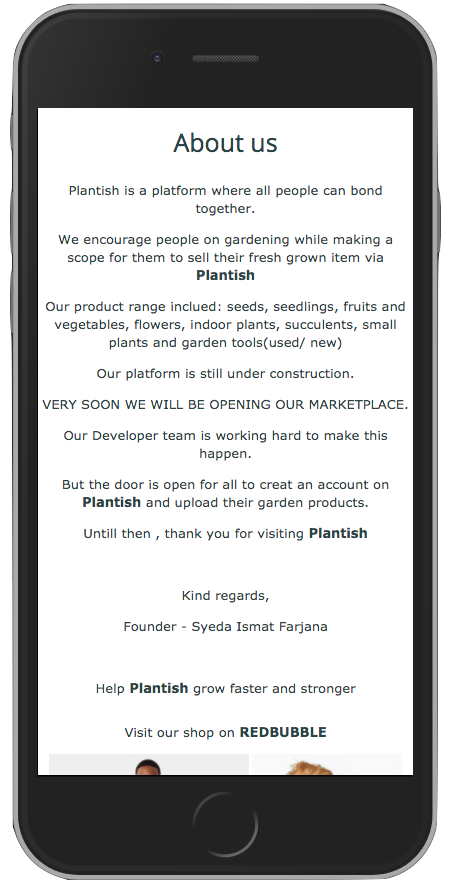 About us
Plantish is a platform where all people can bond
together.
We encourage people on gardening while making a
scope for them to sell their fresh grown item via
Plantish
Our product range inclued: seeds, seedlings, fruits and
vegetables, flowers, indoor plants, succulents, small
plants and garden tools(used/ new)
Our platform is still under construction.
VERY SOON WE WILL BE OPENING OUR MARKETPLACE.
Our Developer team is working hard to make this
happen.
But the door is open for all to creat an account on
Plantish and upload their garden products.
Untill then , thank you for visiting Plantish
Kind regards,
Founder - Syeda Ismat Farjana
Help Plantish grow faster and stronger
Visit our shop on REDBUBBLE